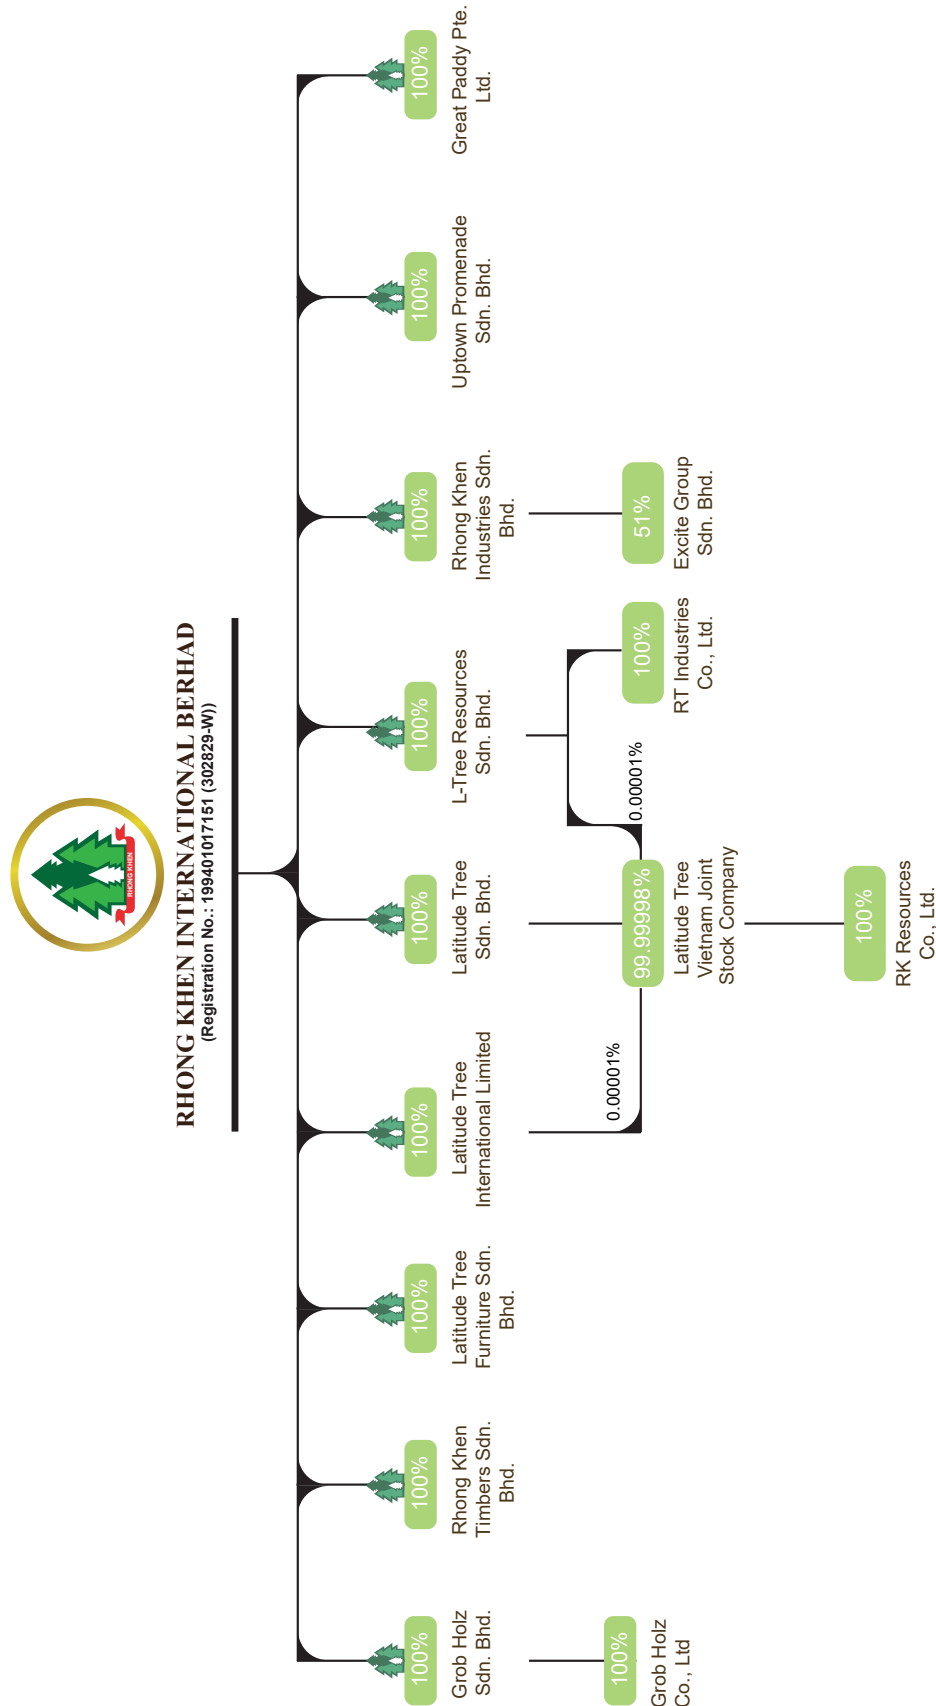 RHONG KHEN
RHONG KHEN INTERNATIONAL BERHAD
(Registration No.: 199401017151 (302829-W))
100%
Grob Holz
Sdn. Bhd.
100%
Rhong Khen
Timbers Sdn.
Bhd.
100%
Latitude Tree
Furniture Sdn.
Bhd.
100%
Latitude Tree
International Limited
100%
Latitude Tree
Sdn. Bhd.
100%
L-Tree Resources
Sdn. Bhd.
100%
Rhong Khen
Industries Sdn.
Bhd.
100%
Uptown Promenade
Sdn. Bhd.
100%
Great Paddy Pte.
Ltd.
100%
Grob Holz
Co., Ltd
0.00001%
99.99998%
Latitude Tree
Vietnam Joint
Stock Company
0.00001%
100%
RT Industries
Co., Ltd.
51%
Excite Group
Sdn. Bhd.
100%
RK Resources
Co., Ltd.